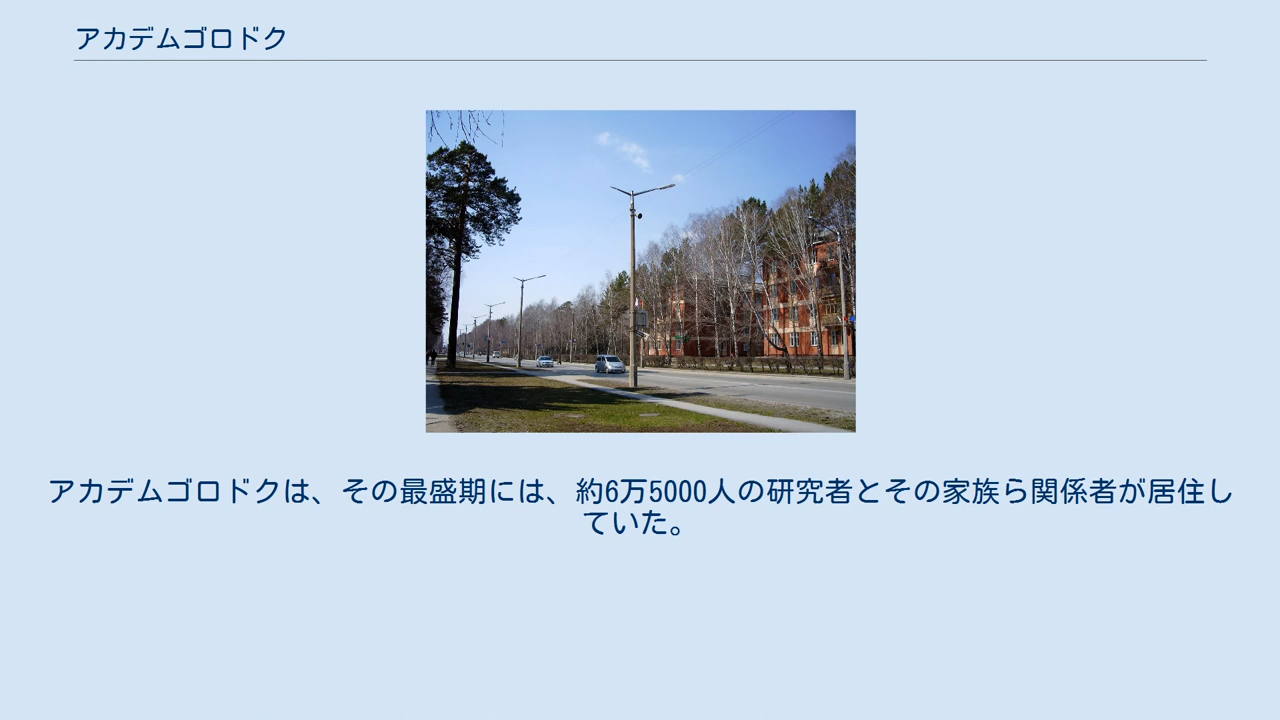 アカデムゴロドク
アカデムゴロドクは、その最盛期には、約6万5000人の研究者とその家族ら関係者が居住し
ていた。